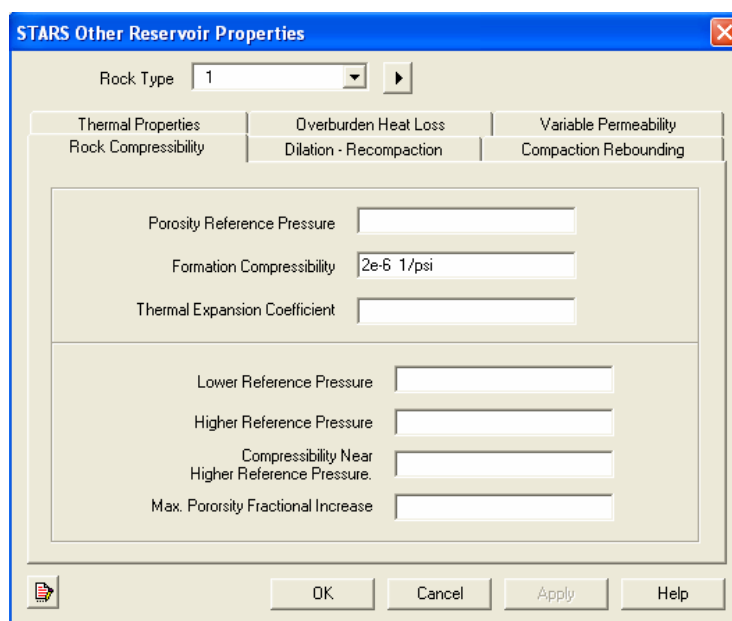 STARS Other Reservoir Properties
Rock Type 1
Thermal Properties Overburden Heat Loss Variable Permeability
Rock Compressibility Dilation - Recompaction Compaction Rebounding
Porosity Reference Pressure
Formation Compressibility 2e-6 1/psi
Thermal Expansion Coefficient
Lower Reference Pressure
Higher Reference Pressure
Compressibility Near
Higher Reference Pressure.
Max. Pororsity Fractional Increase
OK Cancel Apply Help